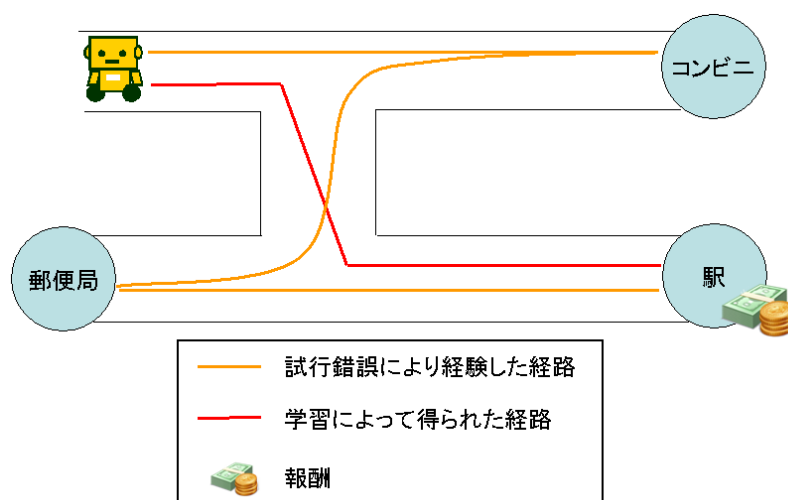 コンビニ
郵便局
駅
試行錯誤により経験した経路
学習によって得られた経路
報酬